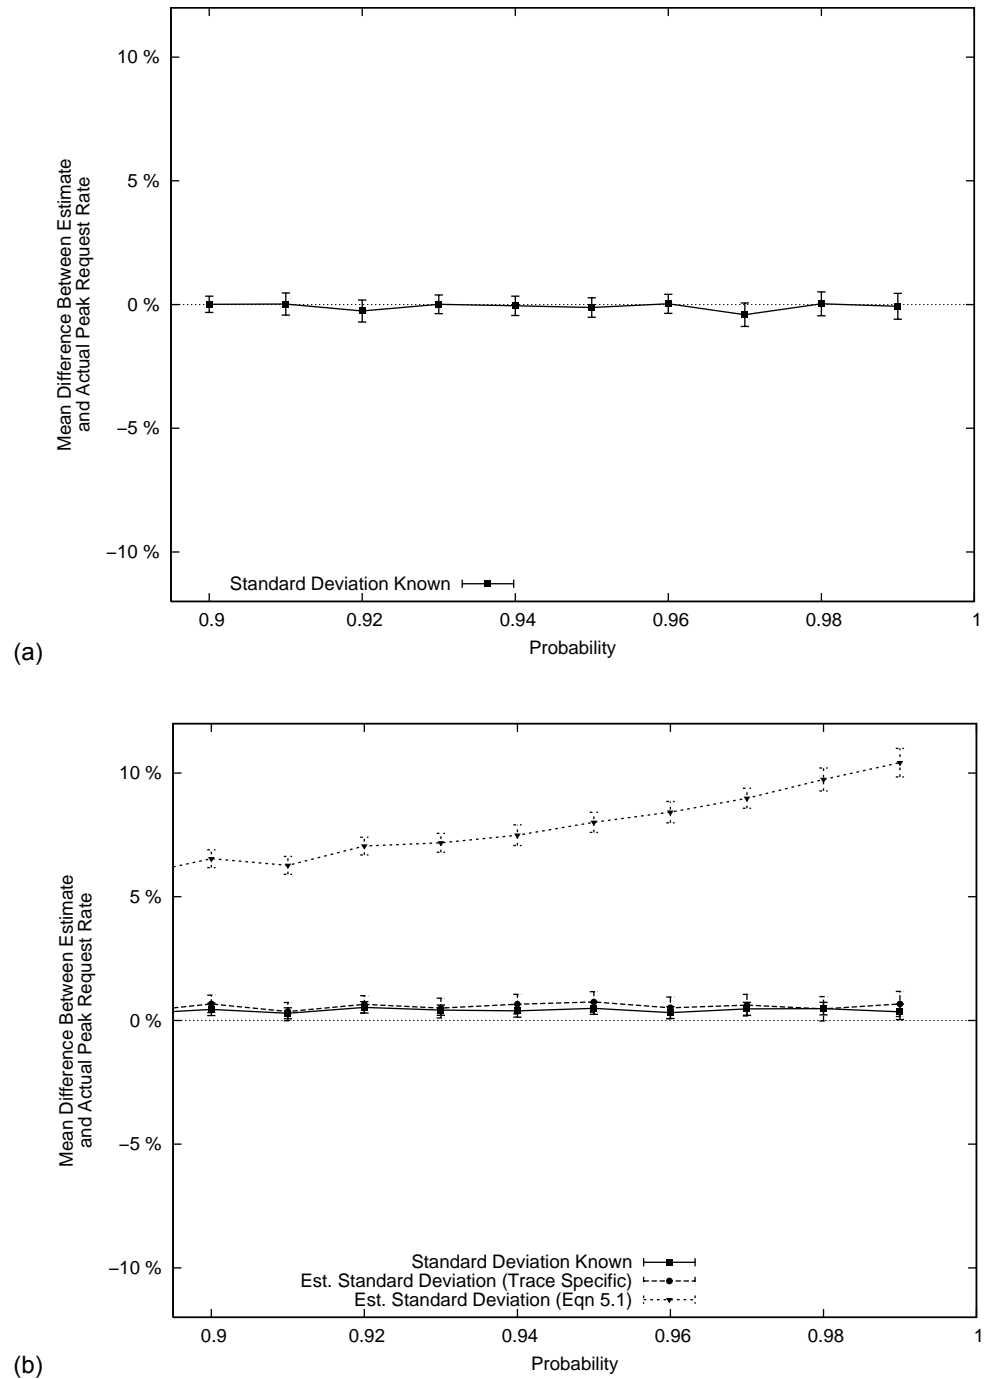 10 %
5 %
0 %
−5 %
−10 %
Mean Difference Between Estimate
and Actual Peak Request Rate
Standard Deviation Known
0.9 0.92 0.94 0.96 0.98 1
Probability
(a)
10 %
5 %
0 %
−5 %
−10 %
Mean Difference Between Estimate
and Actual Peak Request Rate
Standard Deviation Known
Est. Standard Deviation (Trace Specific)
Est. Standard Deviation (Eqn 5.1)
0.9 0.92 0.94 0.96 0.98 1
Probability
(b)